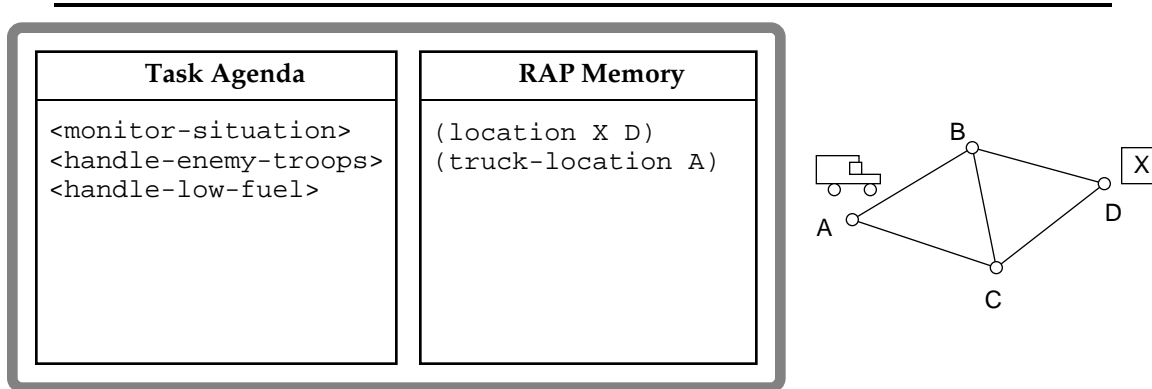 Task Agenda
<monitor-situation>
<handle-enemy-troops>
<handle-low-fuel>
RAP Memory
(location X D)
(truck-location A)
B
X
D
A
C